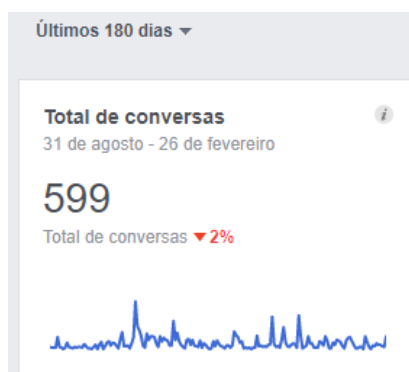 Últimos 180 dias
Total de conversas
31 de agosto - 26 de fevereiro
599
Total de conversas ▼2%